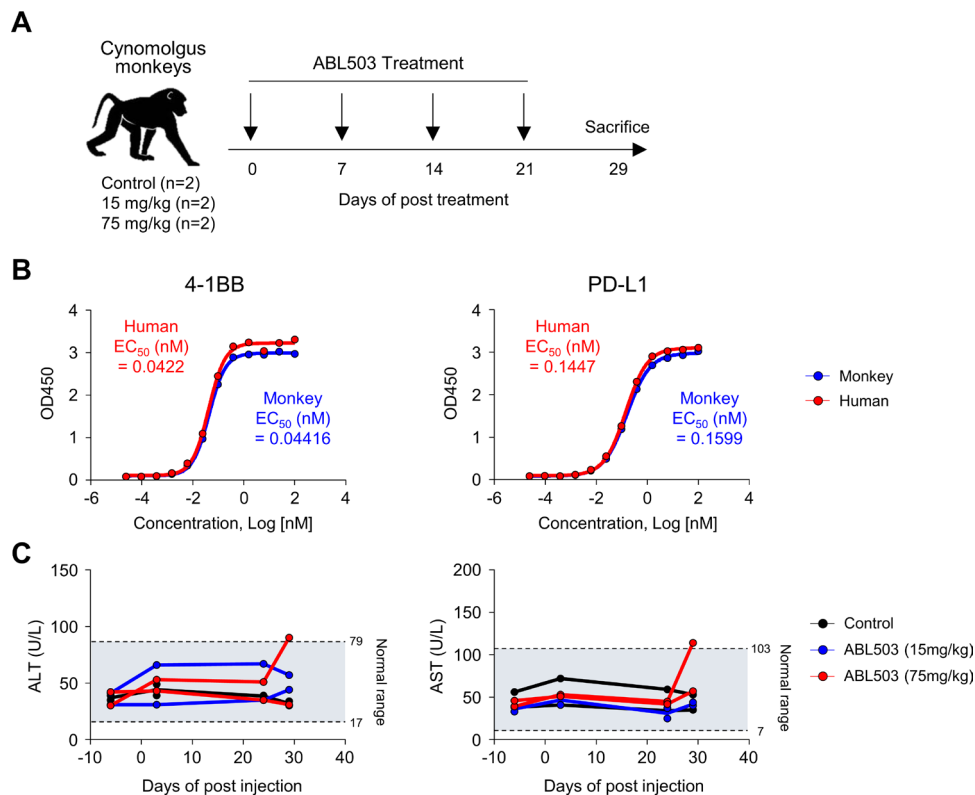 A
Cynomolgus
monkeys
Control (n=2)
15 mg/kg (n=2)
75 mg/kg (n=2)
ABL503 Treatment
Sacrifice
0 7 14 21 29
Days of post treatment
B
4-1BB
OD450
4
3
2
1
0
-6 -4 -2 0 2 4
Concentration, Log [nM]
Human
EC50 (nM)
= 0.0422
Monkey
EC50 (nM)
= 0.04416
PD-L1
OD450
4
3
2
1
0
-6 -4 -2 0 2 4
Concentration, Log [nM]
Human
EC50 (nM)
= 0.1447
Monkey
EC50 (nM)
= 0.1599
Monkey
Human
C
ALT (U/L)
150
100
50
0
-10 0 10 20 30 40
Days of post injection
79
Normal range
17
AST (U/L)
200
150
100
50
0
-10 0 10 20 30 40
Days of post injection
103
Normal range
7
Control
ABL503 (15mg/kg)
ABL503 (75mg/kg)